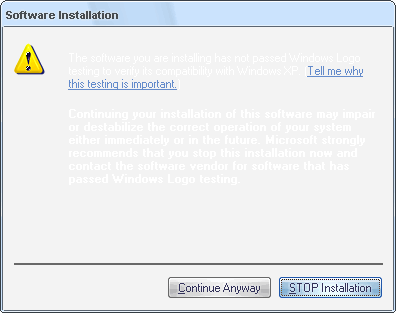 Software Installation
The software you are installing has not passed Windows Logo
testing to verify its compatibility with Windows XP. Tell me why
this testing is important.
Continuing your installation of this software may impair
or destabilize the correct operation of your system
either immediately or in the future. Microsoft strongly
recommends that you stop this installation now and
contact the software vendor for software that has
passed Windows Logo testing.
Continue Anyway
STOP Installation